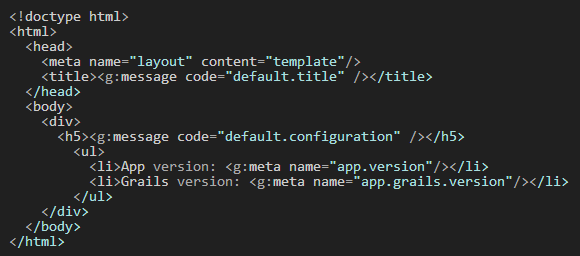 <!doctype html>
<html>
  <head>
    <meta name="layout" content="template"/>
    <title><g:message code="default.title" /></title>
  </head>
  <body>
    <div>
      <h5><g:message code="default.configuration" /></h5>
        <ul>
          <li>App version: <g:meta name="app.version"/></li>
          <li>Grails version: <g:meta name="app.grails.version"/></li>
        </ul>
    </div>
  </body>
</html>